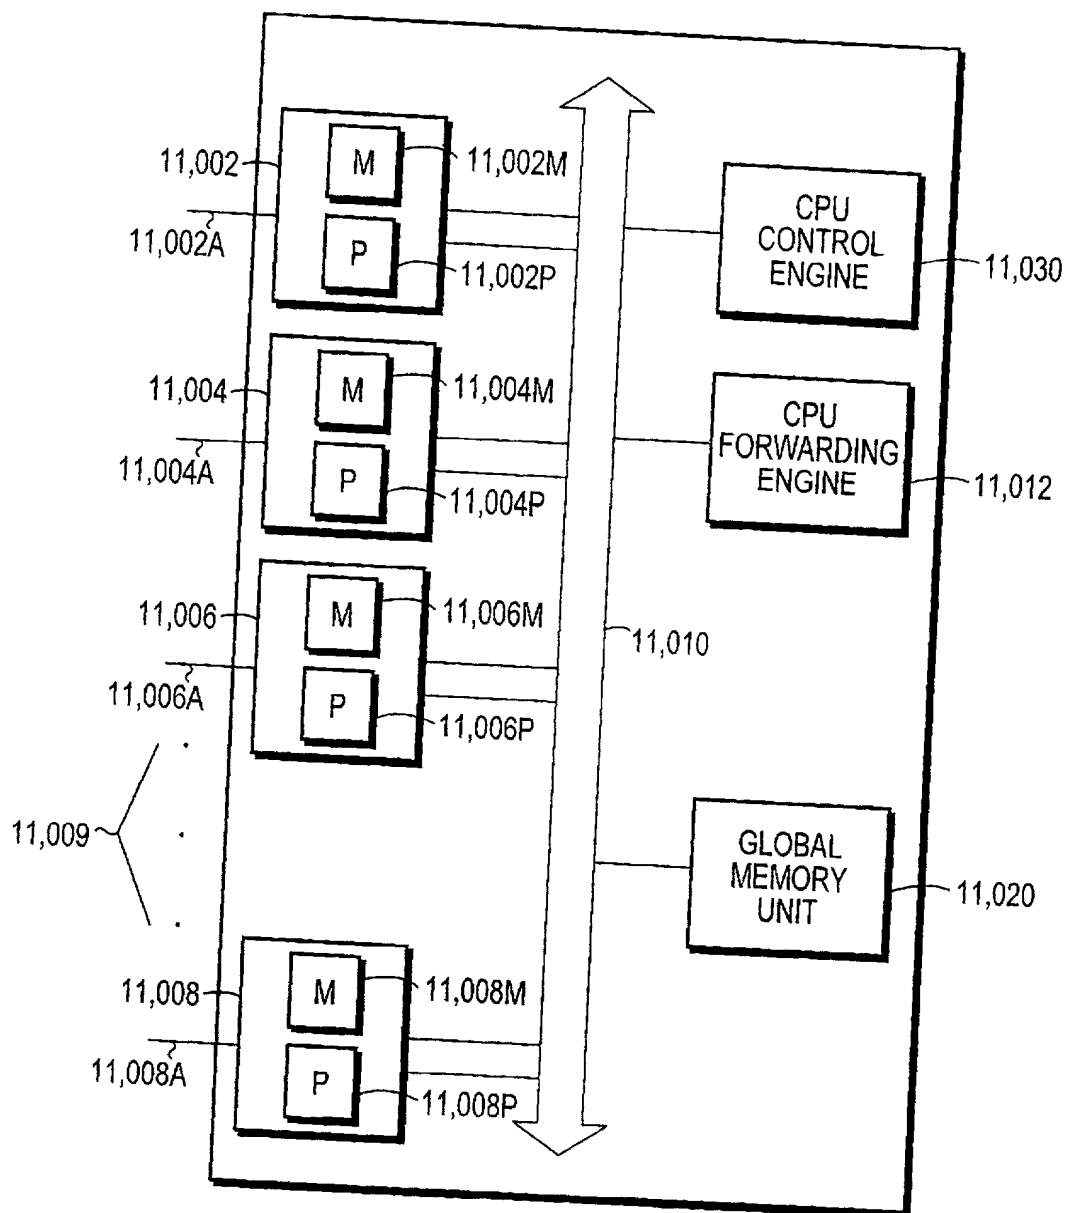 11,002
M
11,002M
11,002A
P
11,002P
CPU
CONTROL
ENGINE
11,030
11,004
M
11,004M
11,004A
P
11,004P
CPU
FORWARDING
ENGINE
11,012
11,006
M
11,006M
11,006A
P
11,006P
11,010
11,009
GLOBAL
MEMORY
UNIT
11,020
11,008
M
11,008M
11,008A
P
11,008P